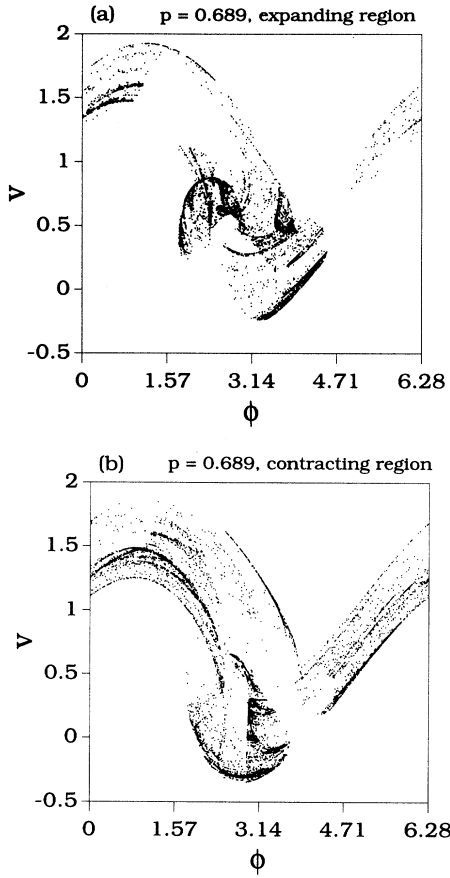 (a) p = 0.689, expanding region
2
1.5
1
V
0.5
0
-0.5
0 1.57 3.14 4.71 6.28
ϕ
(b) p = 0.689, contracting region
2
1.5
1
V
0.5
0
-0.5
0 1.57 3.14 4.71 6.28
ϕ